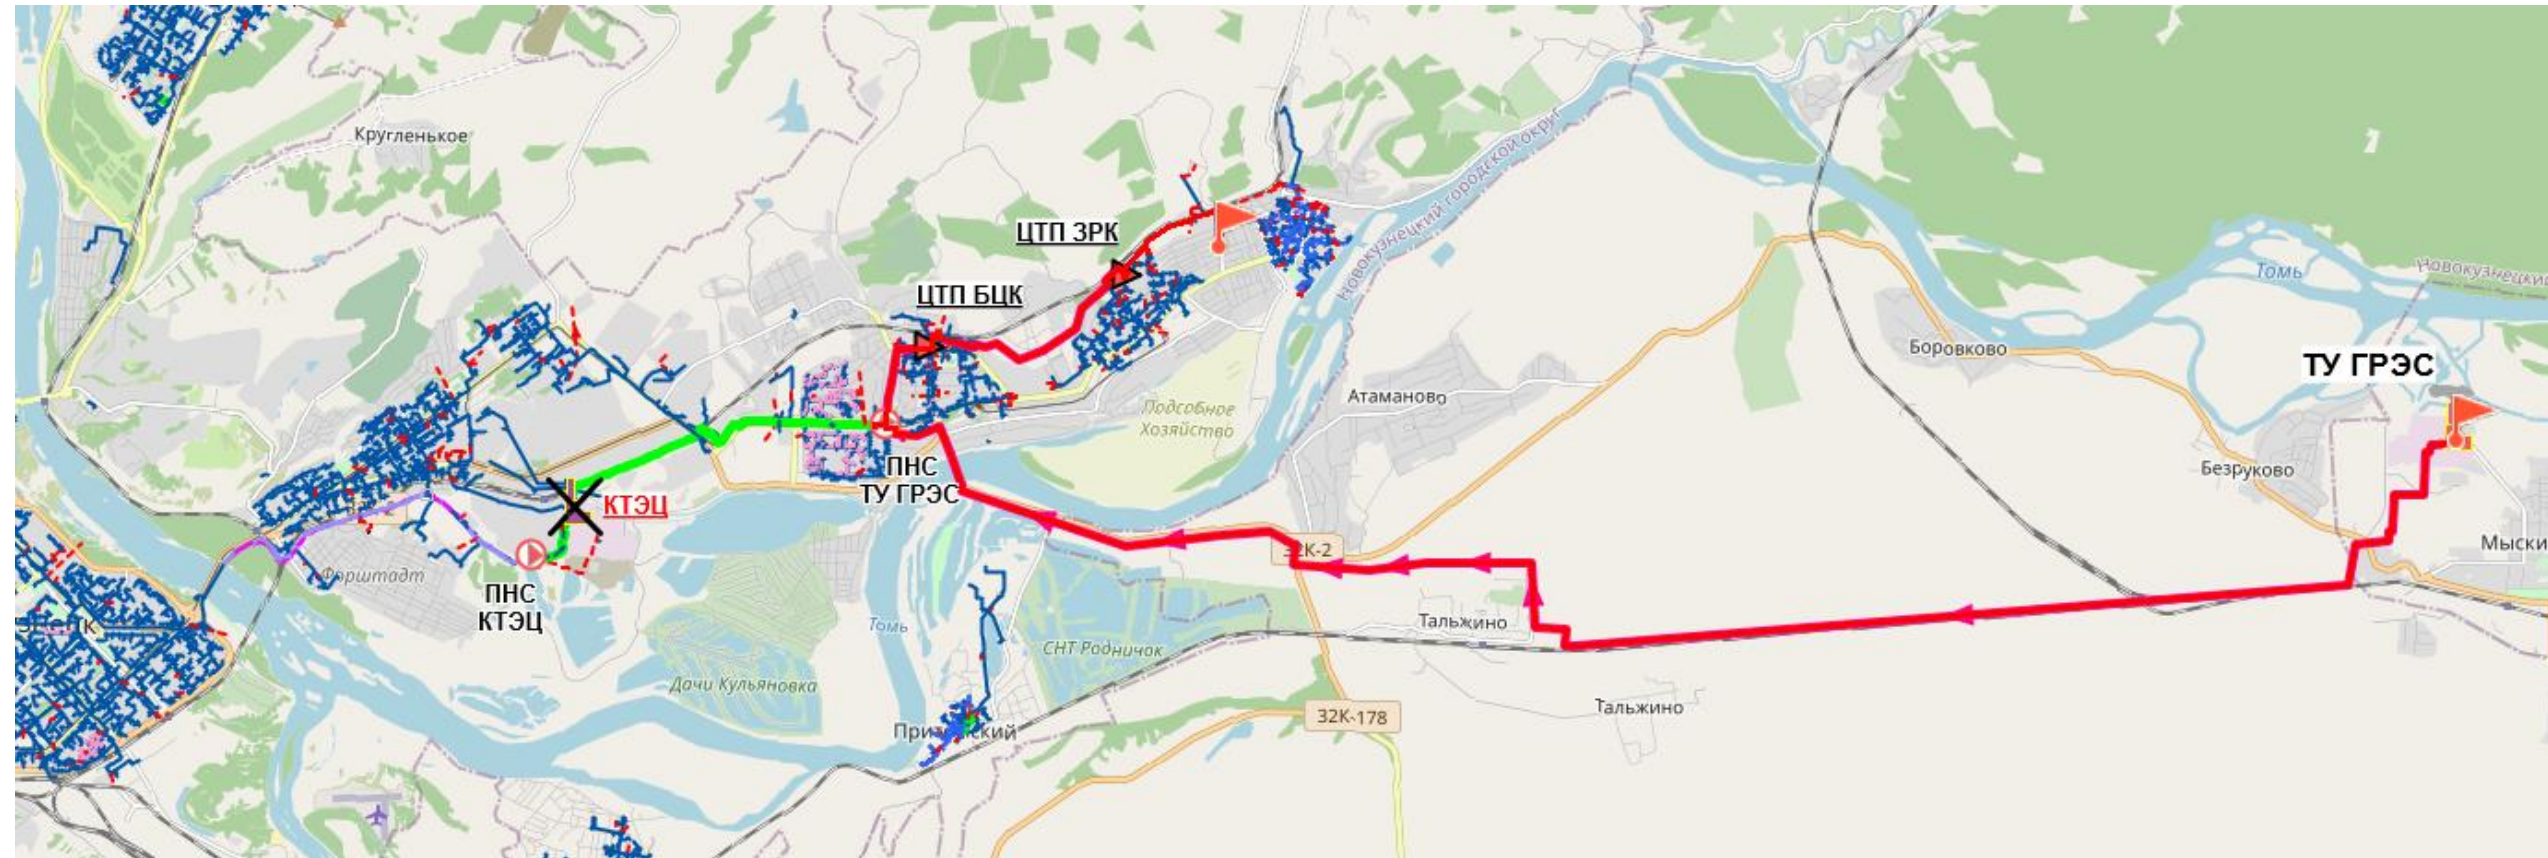 Кругленькое
ЦТП ЗРК
Новокузнецкий городской округ
ЦТП БЦК
Томь
Новокузнецкий
Боровково
ТУ ГРЭС
Атаманово
Подсобное
Хозяйство
ПНС
ТУ ГРЭС
Безруково
КТЭЦ
32К-2
Мыски
Форштадт
ПНС
КТЭЦ
Томь
Тальжино
СНТ Родничок
Дачи Кульяновка
Тальжино
32К-178